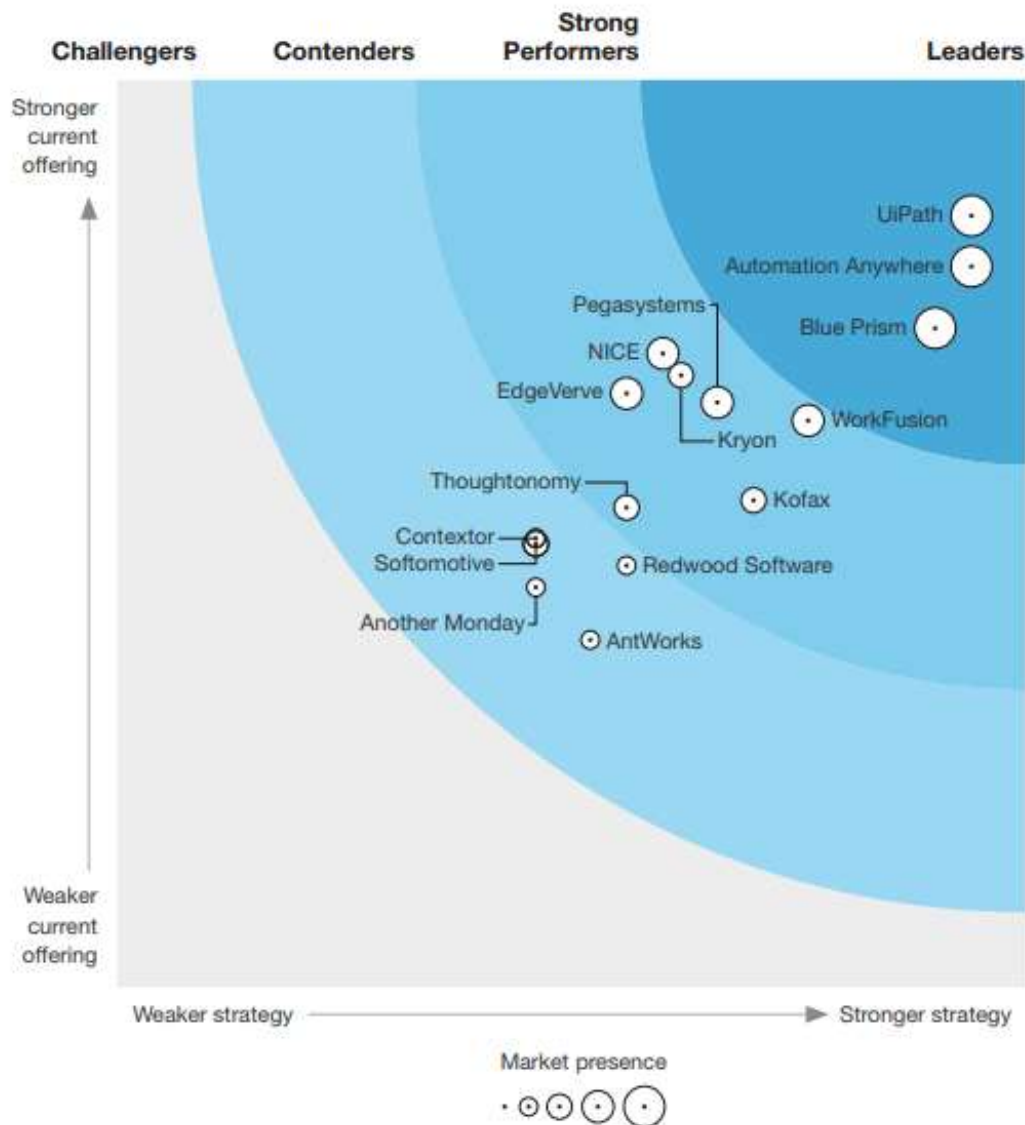 Strong
Challengers Contenders Performers Leaders
Stronger
current
offering
UiPath
Automation Anywhere
Pegasystems
Blue Prism
NICE
EdgeVerve
WorkFusion
Kryon
Thoughtonomy
Kofax
Contextor
Softomotive
Redwood Software
Another Monday
AntWorks
Weaker
current
offering
Weaker strategy Stronger strategy
Market presence